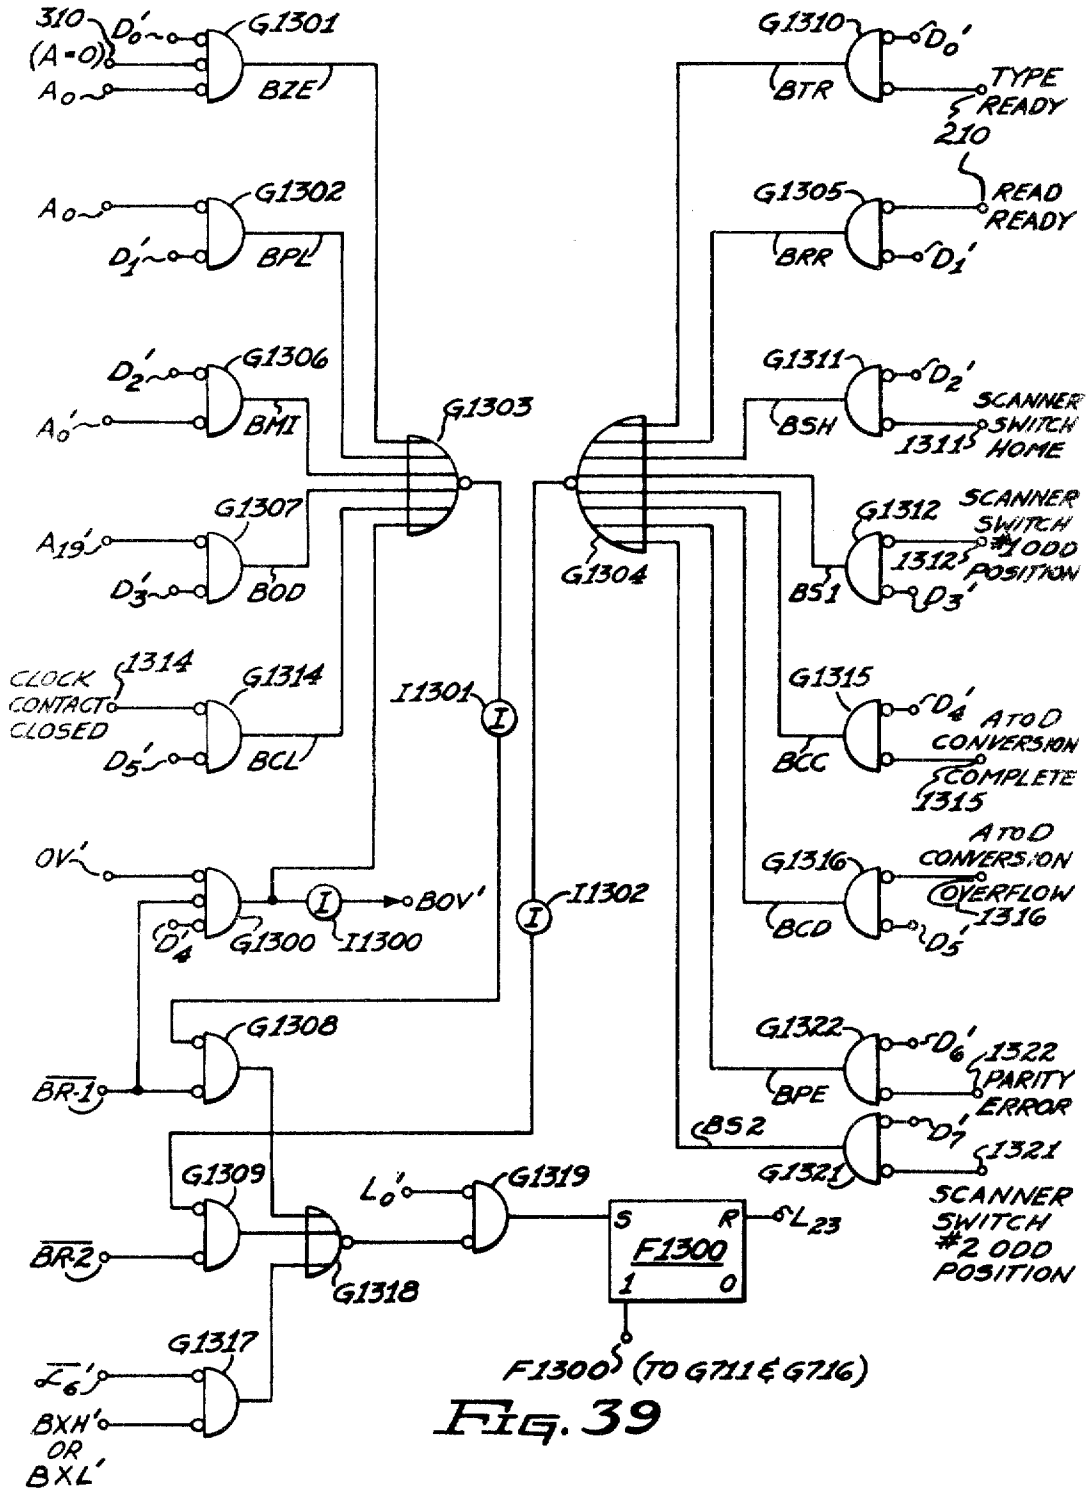 310
(A=0)
D0'
A0
G1301
BZE
A0
D1'
G1302
BPL
D2'
A0'
G1306
BMI
A19'
D3'
G1307
BOD
CLOCK
CONTACT
CLOSED
1314
D5'
G1314
BCL
OV'
D4'
G1300
I1300
BOV'
G1303
I1301
G1304
I1302
I
I
I
G1310
D0'
BTR
TYPE
READY
210
G1305
READ
READY
BRR
D1'
G1311
D2'
BSH
1311
SCANNER
SWITCH
HOME
G1312
SCANNER
SWITCH
#1 ODD
POSITION
1312
BS1
D3'
G1315
D4'
BCC
A TO D
CONVERSION
COMPLETE
1315
G1316
A TO D
CONVERSION
OVERFLOW
1316
BCD
D5'
G1322
D6'
1322
PARITY
ERROR
BPE
BS2
D7'
G1321
1321
SCANNER
SWITCH
#2 ODD
POSITION
BR-1
G1308
BR-2
G1309
L0'
G1319
G1318
S R
F1300
1 0
L23
G1317
L6'
BXH'
OR
BXL'
F1300 (TO G711 & G716)
FIG. 39